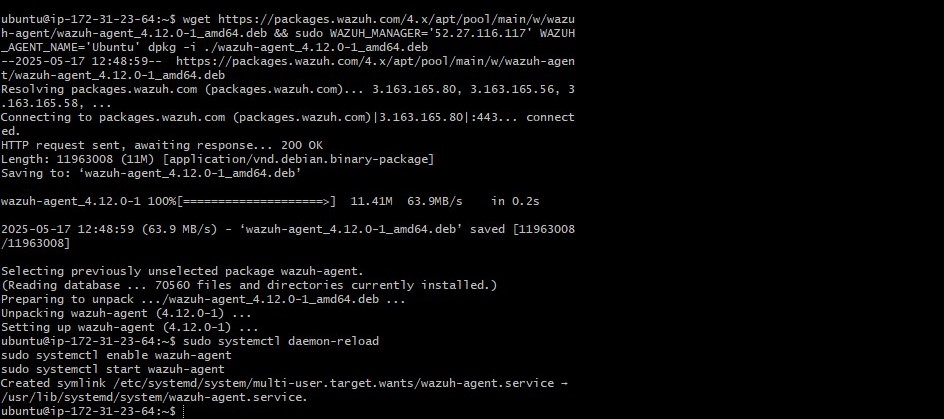 ubuntu@ip-172-31-23-64:~$ wget https://packages.wazuh.com/4.x/apt/pool/main/w/wazu
h-agent/wazuh-agent_4.12.0-1_amd64.deb && sudo WAZUH_MANAGER='52.27.116.117' WAZUH
_AGENT_NAME='Ubuntu' dpkg -i ./wazuh-agent_4.12.0-1_amd64.deb
--2025-05-17 12:48:59--  https://packages.wazuh.com/4.x/apt/pool/main/w/wazuh-agen
t/wazuh-agent_4.12.0-1_amd64.deb
Resolving packages.wazuh.com (packages.wazuh.com)... 3.163.165.80, 3.163.165.56, 3
.163.165.58, ...
Connecting to packages.wazuh.com (packages.wazuh.com)|3.163.165.80|:443... connect
ed.
HTTP request sent, awaiting response... 200 OK
Length: 11963008 (11M) [application/vnd.debian.binary-package]
Saving to: ‘wazuh-agent_4.12.0-1_amd64.deb’
wazuh-agent_4.12.0-1 100%[====================>]  11.41M  63.9MB/s    in 0.2s
2025-05-17 12:48:59 (63.9 MB/s) - ‘wazuh-agent_4.12.0-1_amd64.deb’ saved [11963008
/11963008]
Selecting previously unselected package wazuh-agent.
(Reading database ... 70560 files and directories currently installed.)
Preparing to unpack .../wazuh-agent_4.12.0-1_amd64.deb ...
Unpacking wazuh-agent (4.12.0-1) ...
Setting up wazuh-agent (4.12.0-1) ...
ubuntu@ip-172-31-23-64:~$ sudo systemctl daemon-reload
sudo systemctl enable wazuh-agent
sudo systemctl start wazuh-agent
Created symlink /etc/systemd/system/multi-user.target.wants/wazuh-agent.service →
/usr/lib/systemd/system/wazuh-agent.service.
ubuntu@ip-172-31-23-64:~$